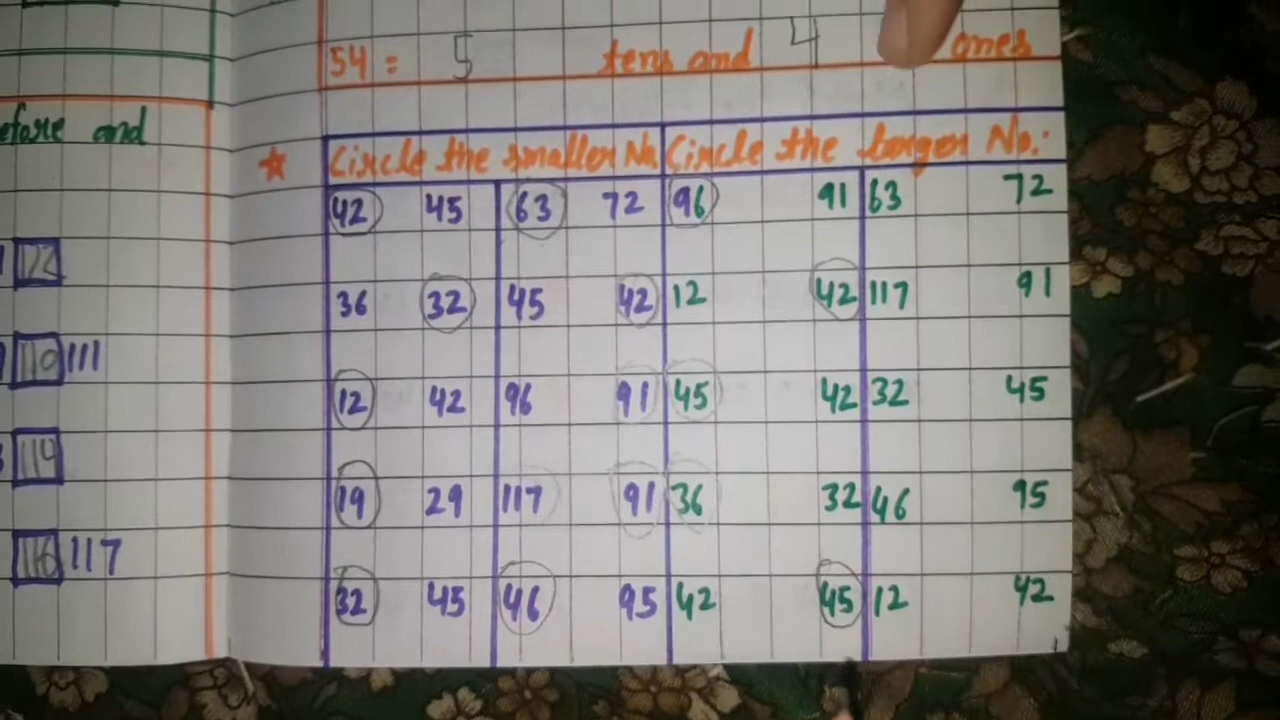 54 = 5 tens and 4 ones
efore and
★ Circle the smaller No. Circle the larger No:
42 45 63 72 96 91 63 72
36 32 45 42 12 42 117 91
110 111
12 42 96 91 45 42 32 45
114
19 29 117 91 36 32 46 95
116 117
32 45 46 95 42 45 12 42